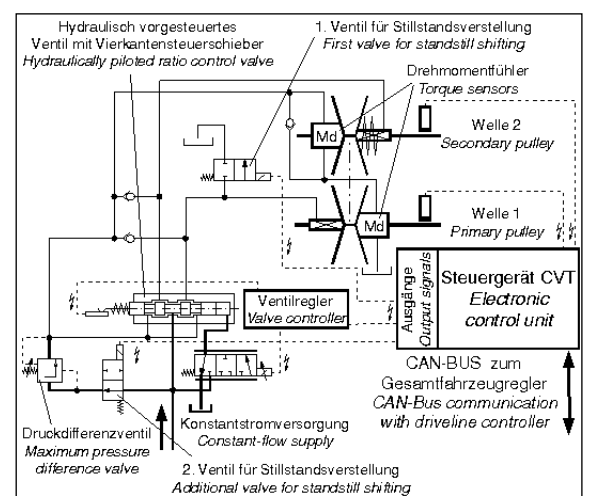 Hydraulisch vorgesteuertes
Ventil mit Vierkantensteuerschieber
Hydraulically piloted ratio control valve
1. Ventil für Stillstandsverstellung
First valve for standstill shifting
Drehmomentfühler
Torque sensors
Md
Welle 2
Secondary pulley
Md
Welle 1
Primary pulley
Ausgänge
Output signals
Steuergerät CVT
Electronic
control unit
Ventilregler
Valve controller
CAN-BUS zum
Gesamtfahrzeugregler
CAN-Bus communication
with driveline controller
Konstantstromversorgung
Constant-flow supply
Druckdifferenzventil
Maximum pressure
difference valve
2. Ventil für Stillstandsverstellung
Additional valve for standstill shifting